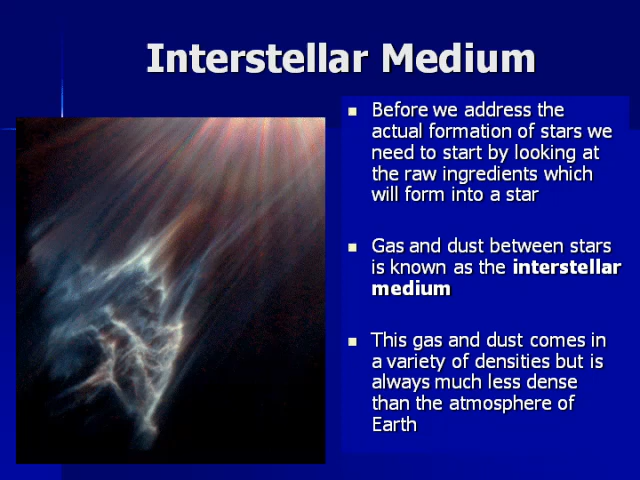 Interstellar Medium
Before we address the
actual formation of stars we
need to start by looking at
the raw ingredients which
will form into a star
Gas and dust between stars
is known as the interstellar
medium
This gas and dust comes in
a variety of densities but is
always much less dense
than the atmosphere of
Earth